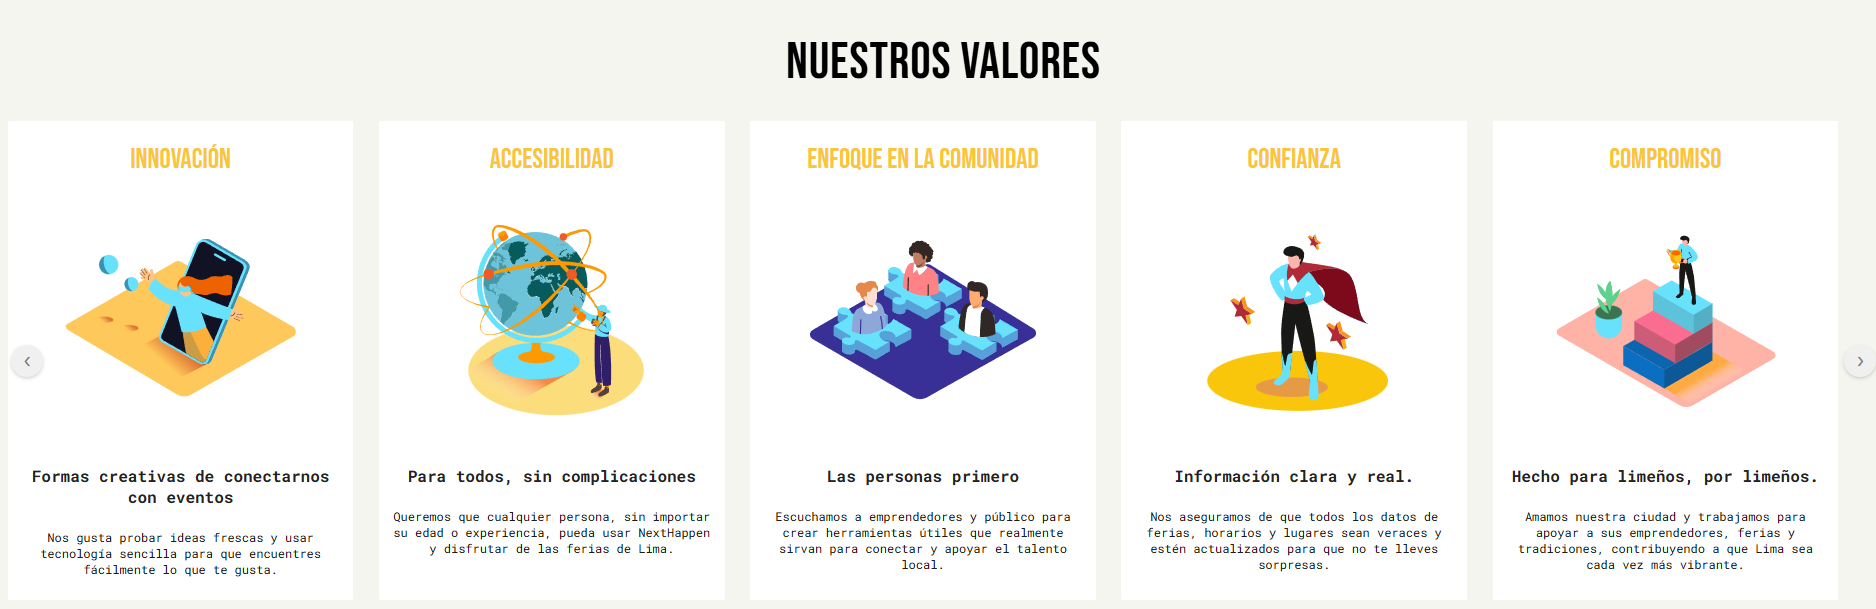 NUESTROS VALORES
INNOVACIÓN
Formas creativas de conectarnos
con eventos
Nos gusta probar ideas frescas y usar
tecnología sencilla para que encuentres
fácilmente lo que te gusta.
ACCESIBILIDAD
Para todos, sin complicaciones
Queremos que cualquier persona, sin importar
su edad o experiencia, pueda usar NextHappen
y disfrutar de las ferias de Lima.
ENFOQUE EN LA COMUNIDAD
Las personas primero
Escuchamos a emprendedores y público para
crear herramientas útiles que realmente
sirvan para conectar y apoyar el talento
local.
CONFIANZA
Información clara y real.
Nos aseguramos de que todos los datos de
ferias, horarios y lugares sean veraces y
estén actualizados para que no te lleves
sorpresas.
COMPROMISO
Hecho para limeños, por limeños.
Amamos nuestra ciudad y trabajamos para
apoyar a sus emprendedores, ferias y
tradiciones, contribuyendo a que Lima sea
cada vez más vibrante.